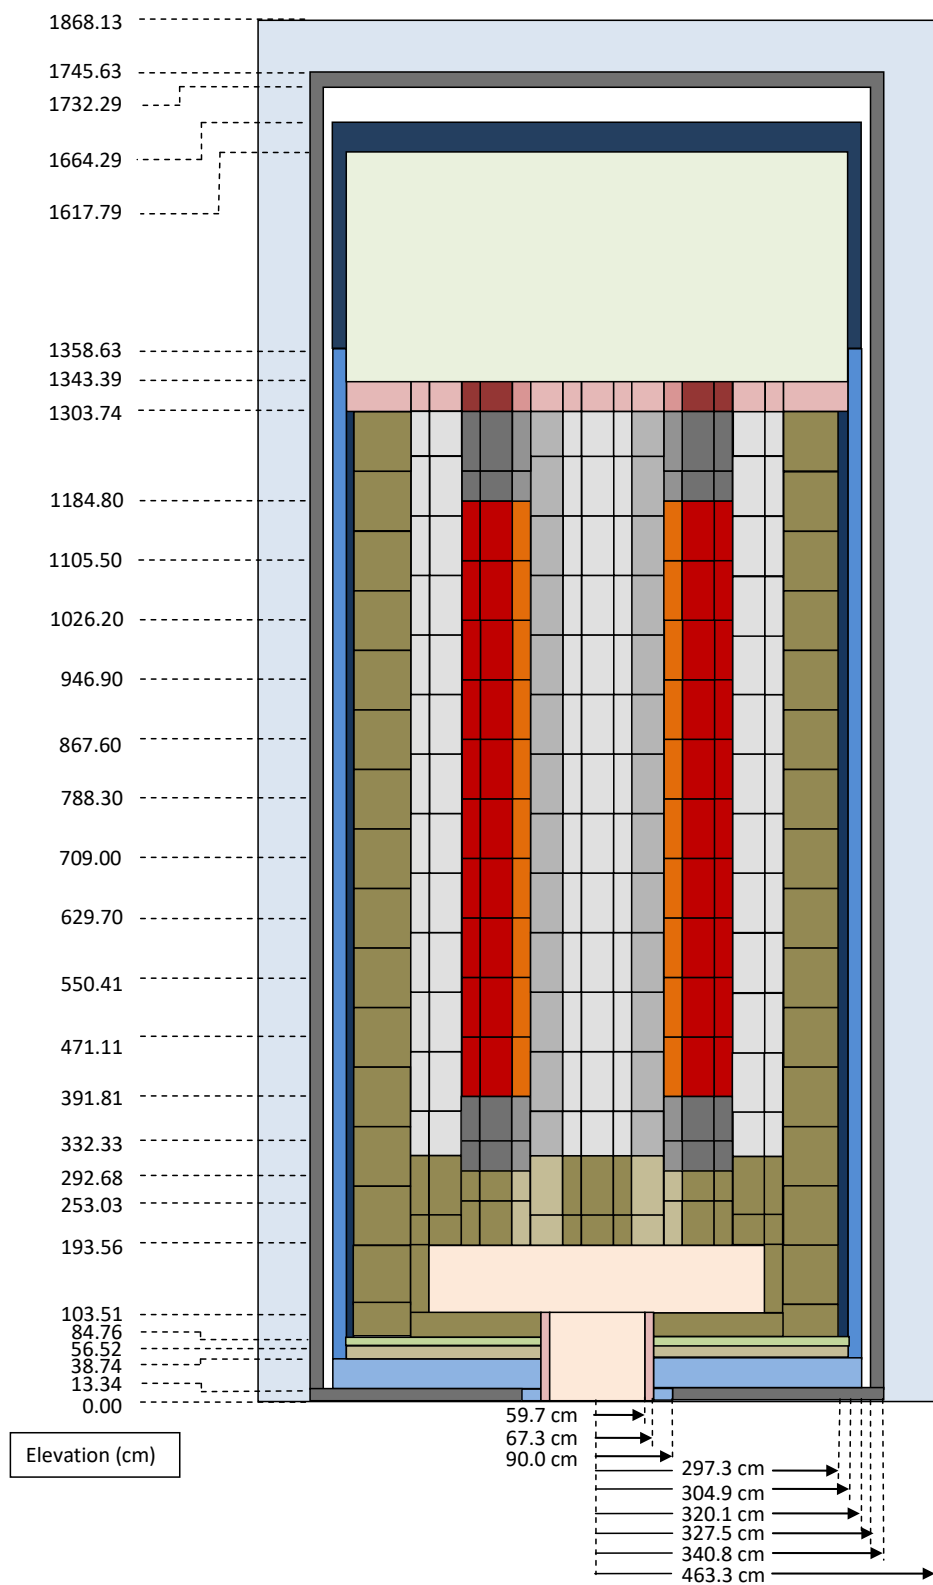 1868.13
1745.63
1732.29
1664.29
1617.79
1358.63
1343.39
1303.74
1184.80
1105.50
1026.20
946.90
867.60
788.30
709.00
629.70
550.41
471.11
391.81
332.33
292.68
253.03
193.56
103.51
84.76
56.52
38.74
13.34
0.00
Elevation (cm)
59.7 cm
67.3 cm
90.0 cm
297.3 cm
304.9 cm
320.1 cm
327.5 cm
340.8 cm
463.3 cm